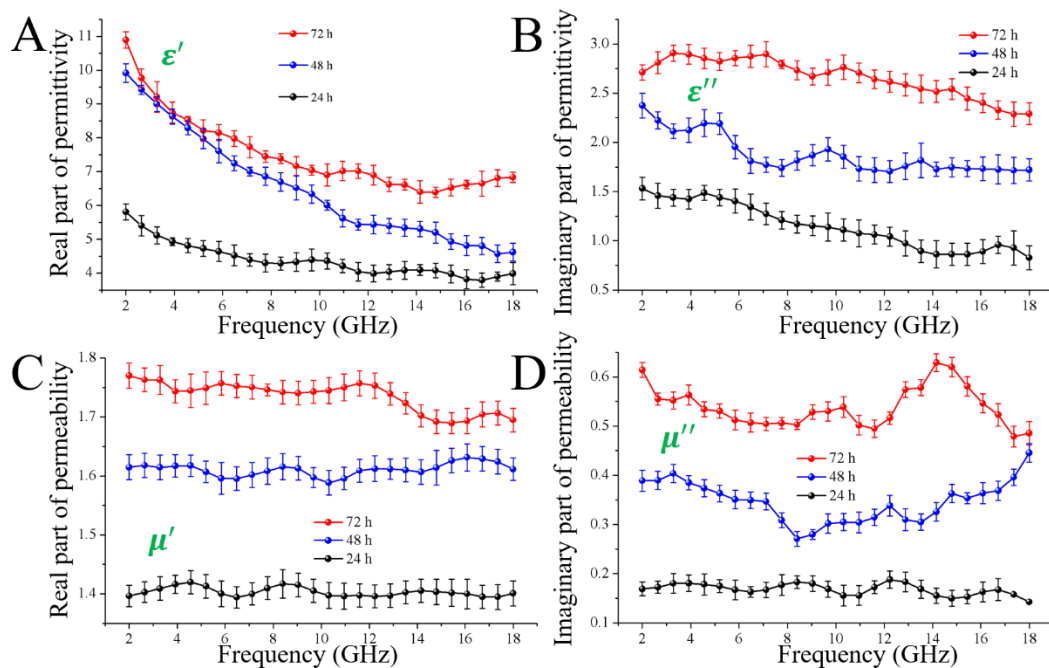 A
Real part of permittivity
11
10
9
8
7
6
5
4
ε′
72 h
48 h
24 h
2 4 6 8 10 12 14 16 18
Frequency (GHz)
B
Imaginary part of permittivity
3.0
2.5
2.0
1.5
1.0
0.5
ε′′
72 h
48 h
24 h
2 4 6 8 10 12 14 16 18
Frequency (GHz)
C
Real part of permeability
1.8
1.7
1.6
1.5
1.4
μ′
72 h
48 h
24 h
2 4 6 8 10 12 14 16 18
Frequency (GHz)
D
Imaginary part of permeability
0.6
0.5
0.4
0.3
0.2
0.1
μ′′
72 h
48 h
24 h
2 4 6 8 10 12 14 16 18
Frequency (GHz)